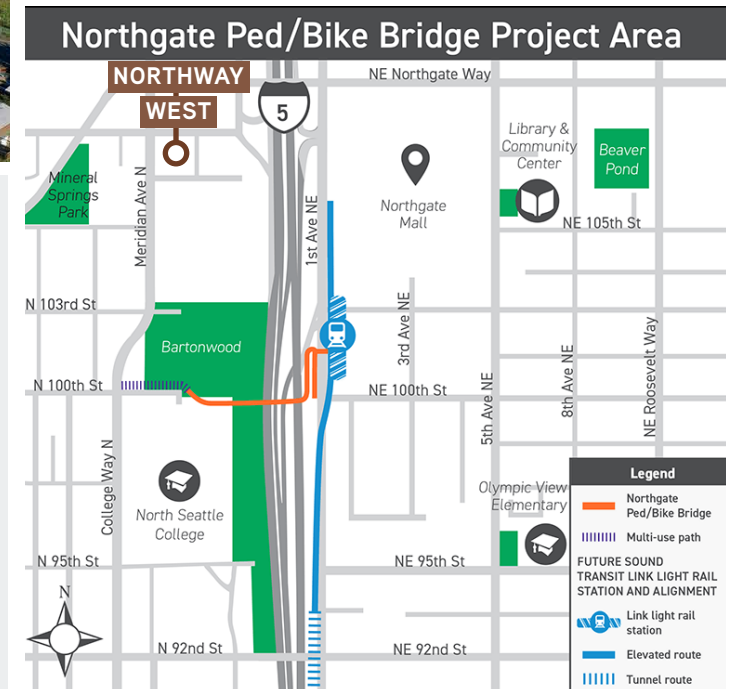 Northgate Ped/Bike Bridge Project Area
NORTHWAY
WEST
5
NE Northgate Way
Library &
Community
Center
Beaver
Pond
Mineral
Springs
Park
Meridian Ave N
1st Ave NE
Northgate
Mall
NE 105th St
N 103rd St
Bartonwood
3rd Ave NE
5th Ave NE
8th Ave NE
NE Roosevelt Way
N 100th St
NE 100th St
College Way N
North Seattle
College
Olympic View
Elementary
N 95th St
NE 95th St
N
N 92nd St
NE 92nd St
Legend
Northgate
Ped/Bike Bridge
Multi-use path
FUTURE SOUND
TRANSIT LINK LIGHT RAIL
STATION AND ALIGNMENT
Link light rail
station
Elevated route
Tunnel route